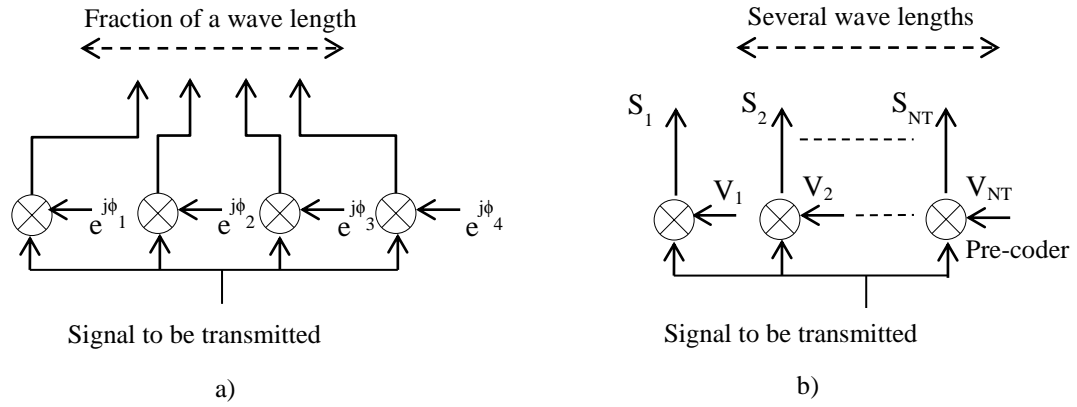 Fraction of a wave length
Several wave lengths
S1 S2 SNT
V1 V2 VNT
e^jϕ1 e^jϕ2 e^jϕ3 e^jϕ4
Pre-coder
Signal to be transmitted
Signal to be transmitted
a)
b)